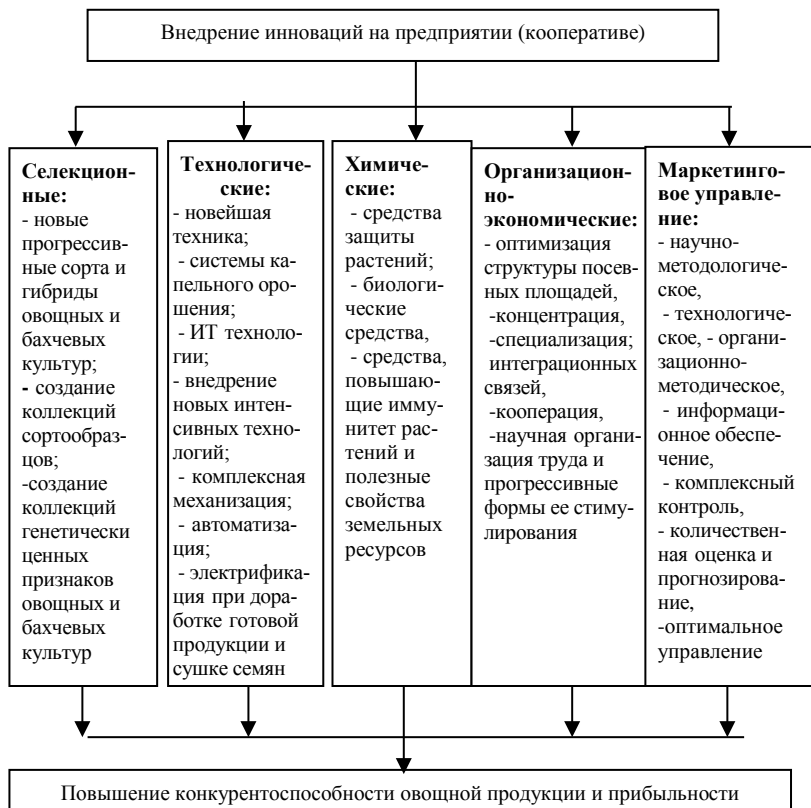 Внедрение инноваций на предприятии (кооперативе)
Селекцион-
ные:
- новые
прогрессив-
ные сорта и
гибриды
овощных и
бахчевых
культур;
- создание
коллекций
сортообраз-
цов;
-создание
коллекций
генетически
ценных
признаков
овощных и
бахчевых
культур
Технологиче-
ские:
- новейшая
техника;
- системы ка-
пельного оро-
шения;
- ИТ техноло-
гии;
- внедрение
новых интен-
сивных техно-
логий;
- комплексная
механизация;
- автоматиза-
ция;
- электрифика-
ция при дора-
ботке готовой
продукции и
сушке семян
Химиче-
ские:
- средства
защиты
растений;
- биологи-
ческие
средства,
- средства,
повышаю-
щие имму-
нитет рас-
тений и
полезные
свойства
земельных
ресурсов
Организацион-
но-
экономические:
- оптимизация
структуры посев-
ных площадей,
-концентрация,
-специализация;
интеграционных
связей,
-кооперация,
-научная органи-
зация труда и
прогрессивные
формы ее стиму-
лирования
Маркетинго-
вое управле-
ние:
- научно-
методологиче-
ское,
- технологиче-
ское, - органи-
зационно-
методическое,
- информаци-
онное обеспе-
чение,
- комплексный
контроль,
- количествен-
ная оценка и
прогнозирова-
ние,
-оптимальное
управление
Повышение конкурентоспособности овощной продукции и прибыльности